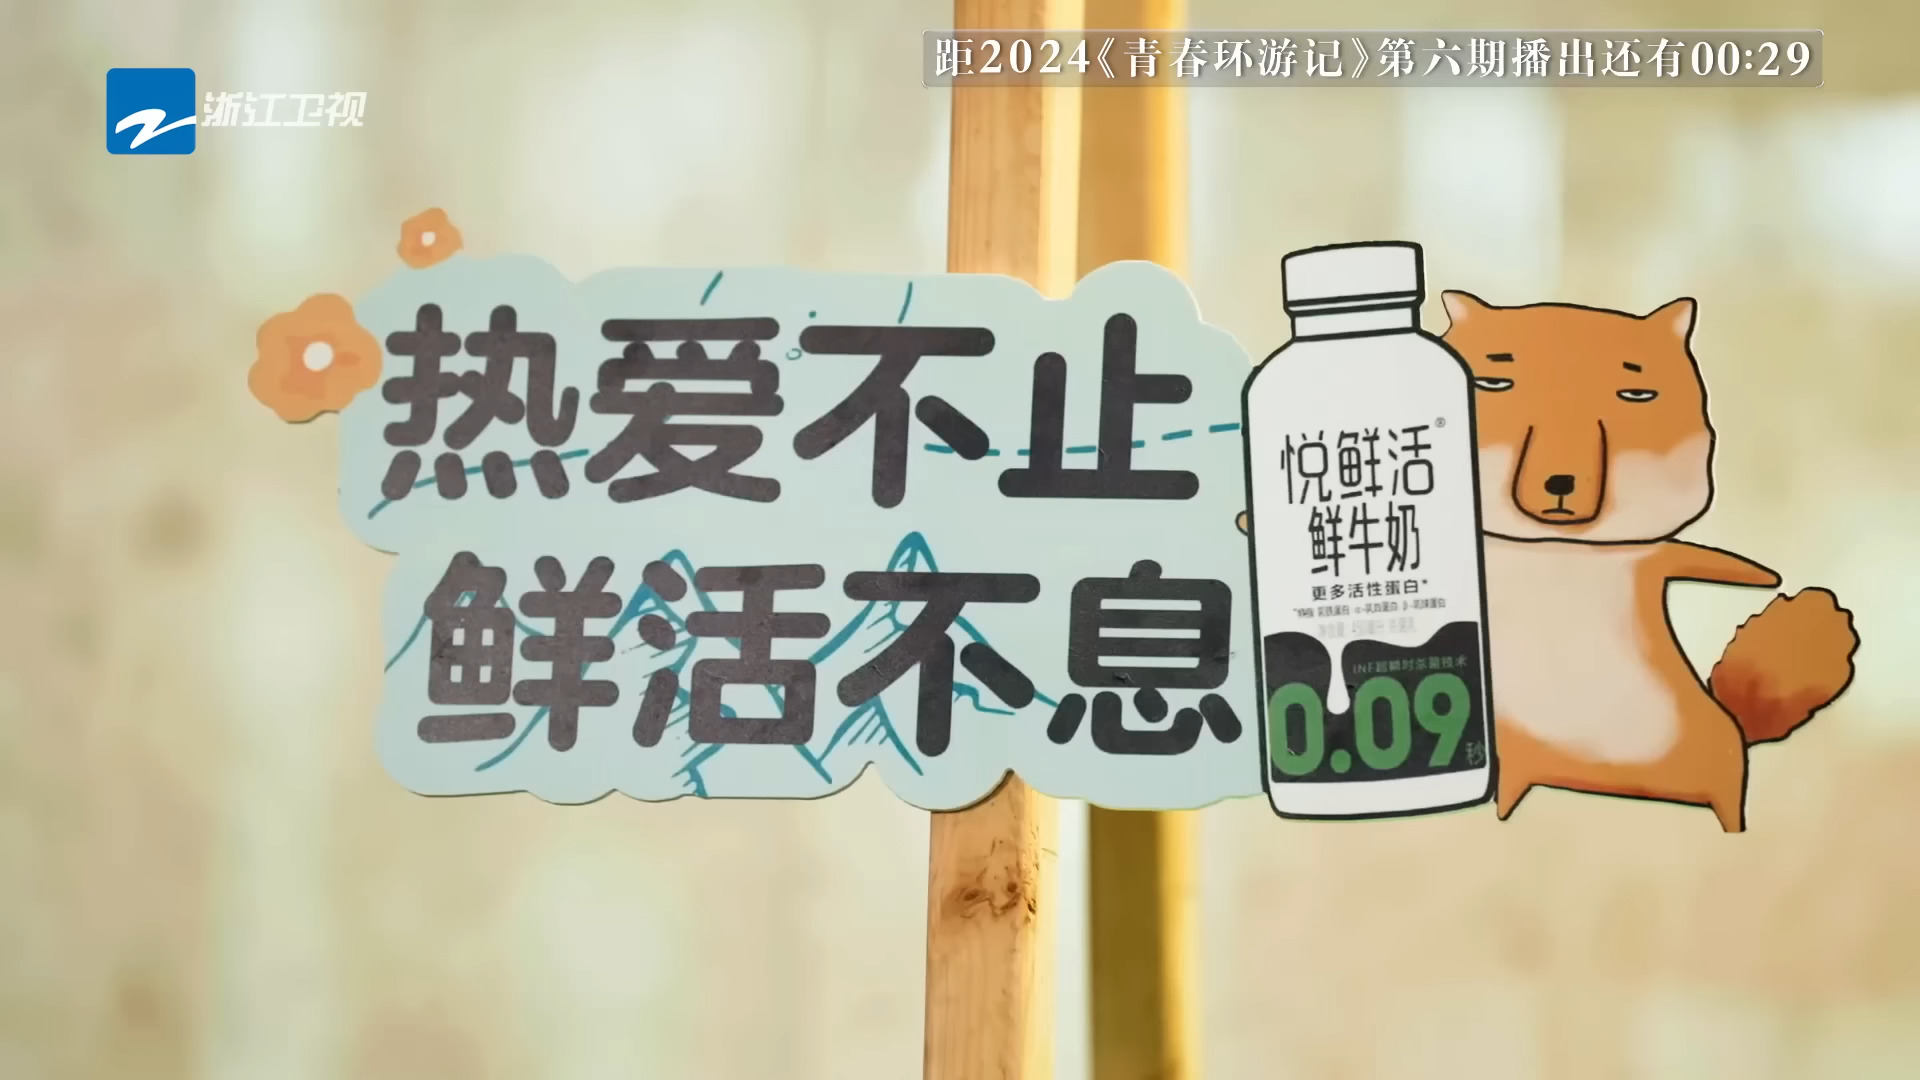 距2024《青春环游记》第六期播出还有00:29
浙江卫视
热爱不止
鲜活不息
悦鲜活®
鲜牛奶
更多活性蛋白*
INF超瞬时杀菌技术
0.09秒